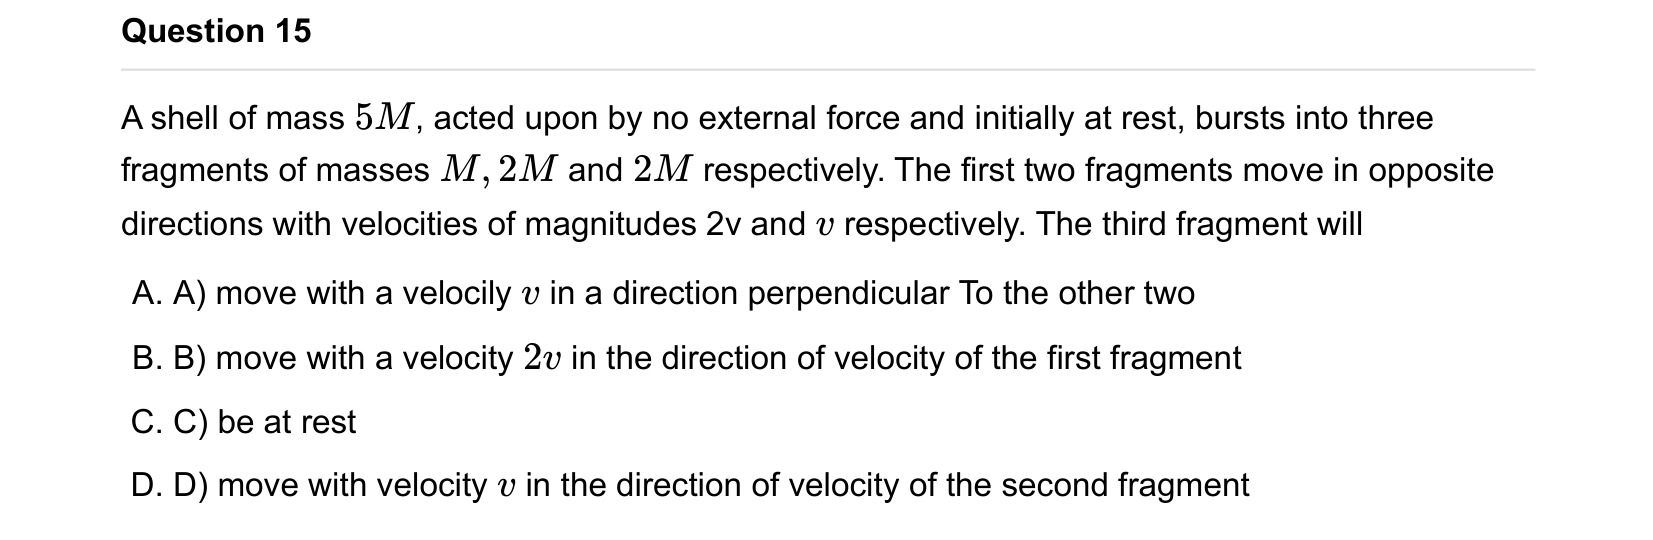 Question 15
A shell of mass 5M, acted upon by no external force and initially at rest, bursts into three
fragments of masses M, 2M and 2M respectively. The first two fragments move in opposite
directions with velocities of magnitudes 2v and v respectively. The third fragment will
A. A) move with a velocily v in a direction perpendicular To the other two
B. B) move with a velocity 2v in the direction of velocity of the first fragment
C. C) be at rest
D. D) move with velocity v in the direction of velocity of the second fragment